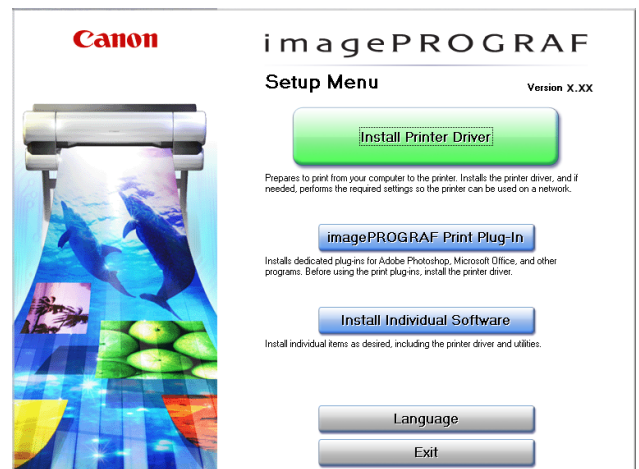 Canon
imagePROGRAF
Setup Menu
Version X.XX
Install Printer Driver
Prepares to print from your computer to the printer. Installs the printer driver, and if
needed, performs the required settings so the printer can be used on a network.
imagePROGRAF Print Plug-In
Installs dedicated plug-ins for Adobe Photoshop, Microsoft Office, and other
programs. Before using the print plug-ins, install the printer driver.
Install Individual Software
Install individual items as desired, including the printer driver and utilities.
Language
Exit